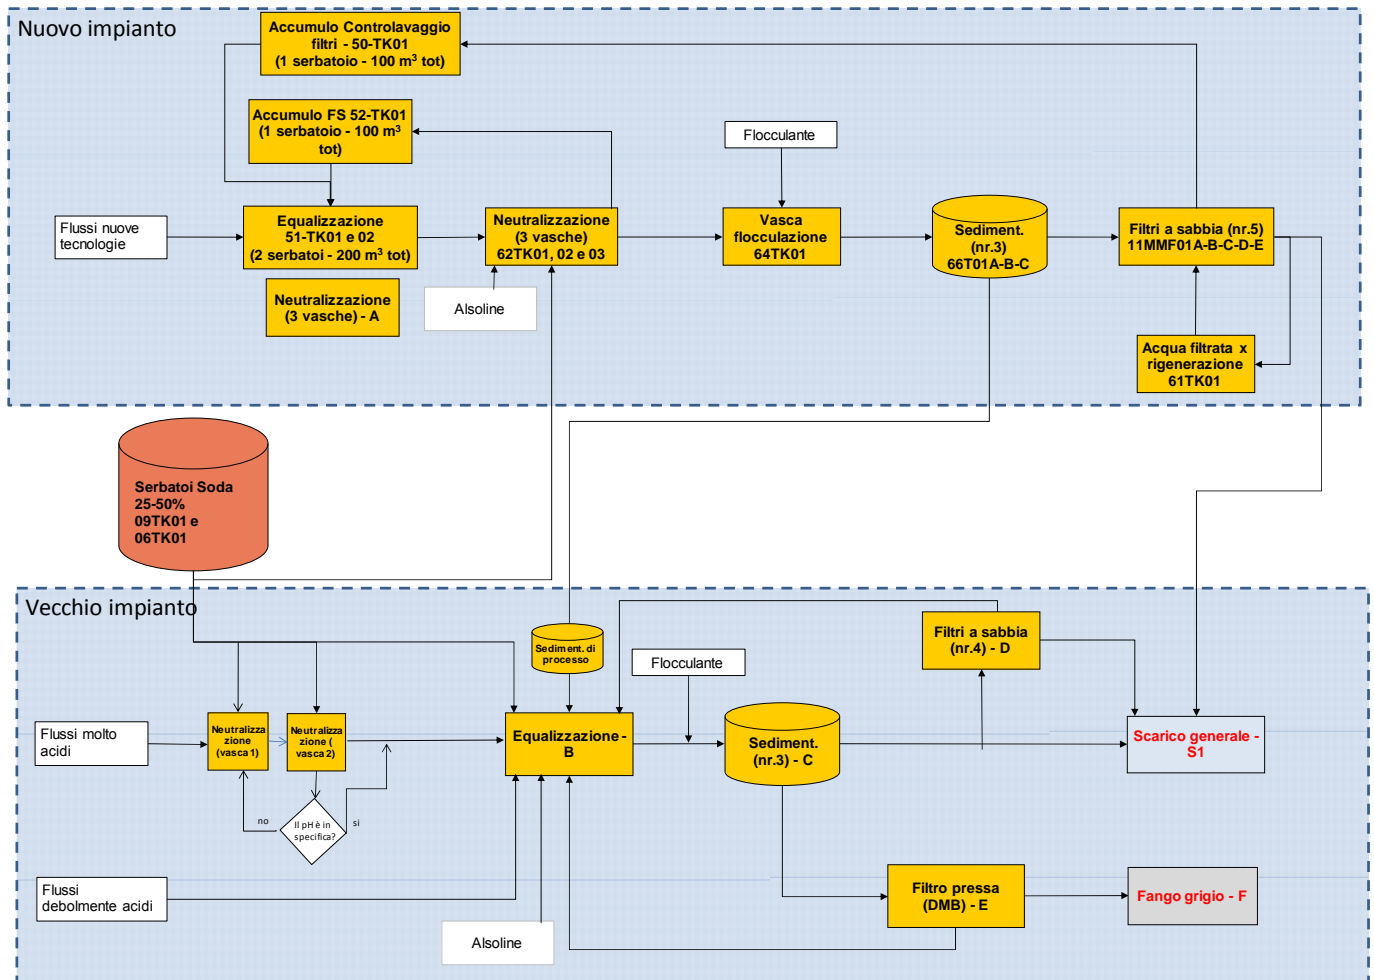 Nuovo impianto
Accumulo Controlavaggio
filtri - 50-TK01
(1 serbatoio - 100 m³ tot)
Accumulo FS 52-TK01
(1 serbatoio - 100 m³
tot)
Flocculante
Flussi nuove
tecnologie
Equalizzazione
51-TK01 e 02
(2 serbatoi - 200 m³ tot)
Neutralizzazione
(3 vasche)
62TK01, 02 e 03
Vasca
flocculazione
64TK01
Sediment.
(nr.3)
66T01A-B-C
Filtri a sabbia (nr.5)
11MMF01A-B-C-D-E
Neutralizzazione
(3 vasche) - A
Alsoline
Acqua filtrata x
rigenerazione
61TK01
Serbatoi Soda
25-50%
09TK01 e
06TK01
Vecchio impianto
Sediment. di
processo
Flocculante
Filtri a sabbia
(nr.4) - D
Flussi molto
acidi
Neutralizza
zione
(vasca 1)
Neutralizza
zione (
vasca 2)
Equalizzazione -
B
Sediment.
(nr.3) - C
Scarico generale -
S1
no
Il pH è in
specifica?
si
Flussi
debolmente acidi
Alsoline
Filtro pressa
(DMB) - E
Fango grigio - F